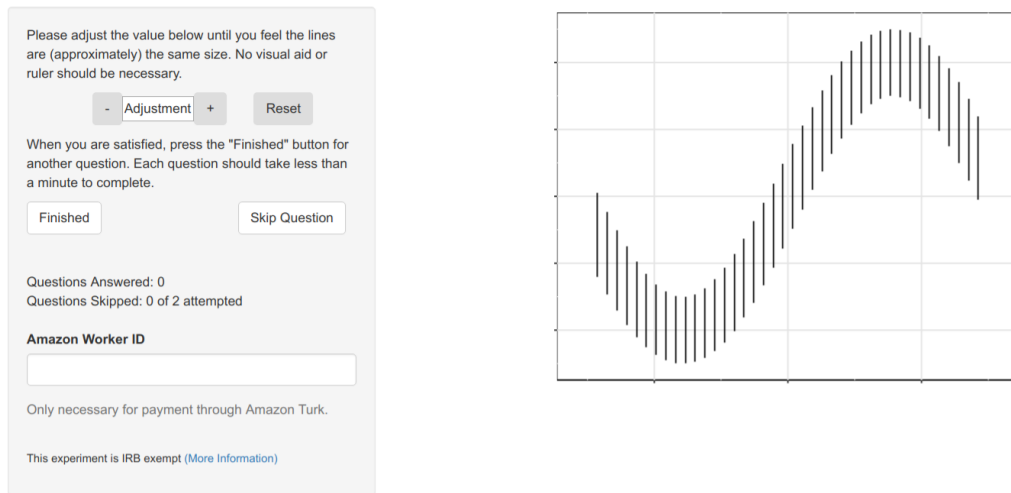 Please adjust the value below until you feel the lines
are (approximately) the same size. No visual aid or
ruler should be necessary.
- Adjustment + Reset
When you are satisfied, press the "Finished" button for
another question. Each question should take less than
a minute to complete.
Finished Skip Question
Questions Answered: 0
Questions Skipped: 0 of 2 attempted
Amazon Worker ID
Only necessary for payment through Amazon Turk.
This experiment is IRB exempt (More Information)